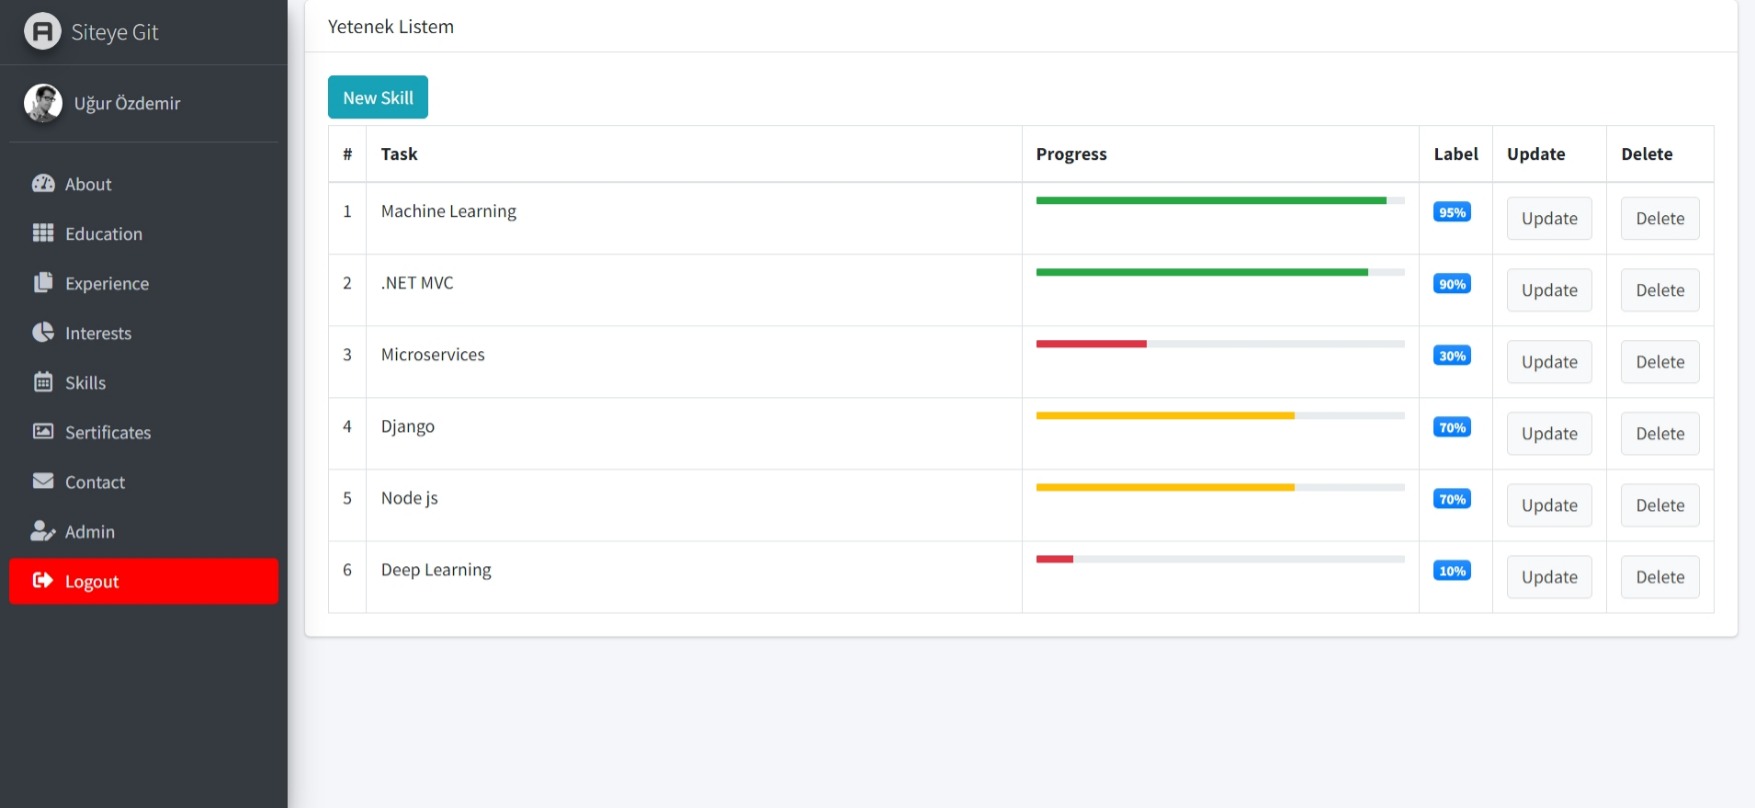 Siteye Git
Uğur Özdemir
About
Education
Experience
Interests
Skills
Sertificates
Contact
Admin
Logout
Yetenek Listem
New Skill
# Task Progress Label Update Delete
1 Machine Learning 95% Update Delete
2 .NET MVC 90% Update Delete
3 Microservices 30% Update Delete
4 Django 70% Update Delete
5 Node js 70% Update Delete
6 Deep Learning 10% Update Delete